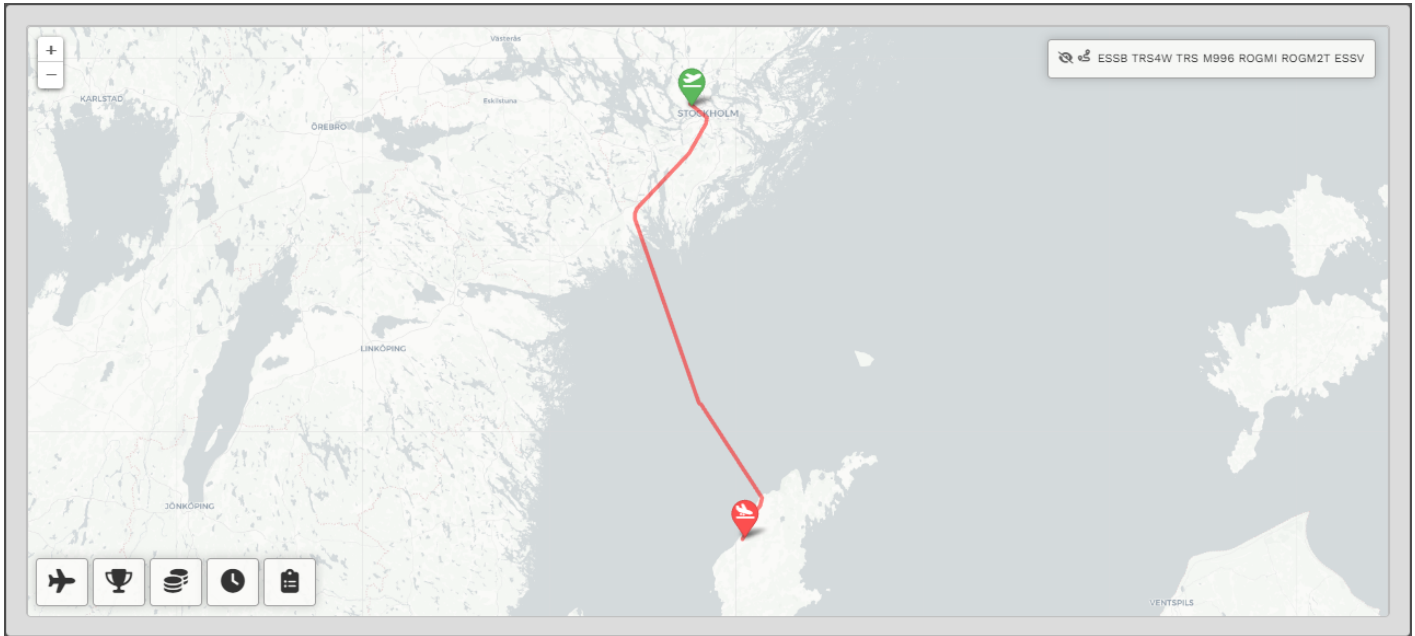 +
−
ESSB TRS4W TRS M996 ROGMI ROGM2T ESSV
Västerås
KARLSTAD
Eskilstuna
STOCKHOLM
ÖREBRO
LINKÖPING
JÖNKÖPING
VENTSPILS